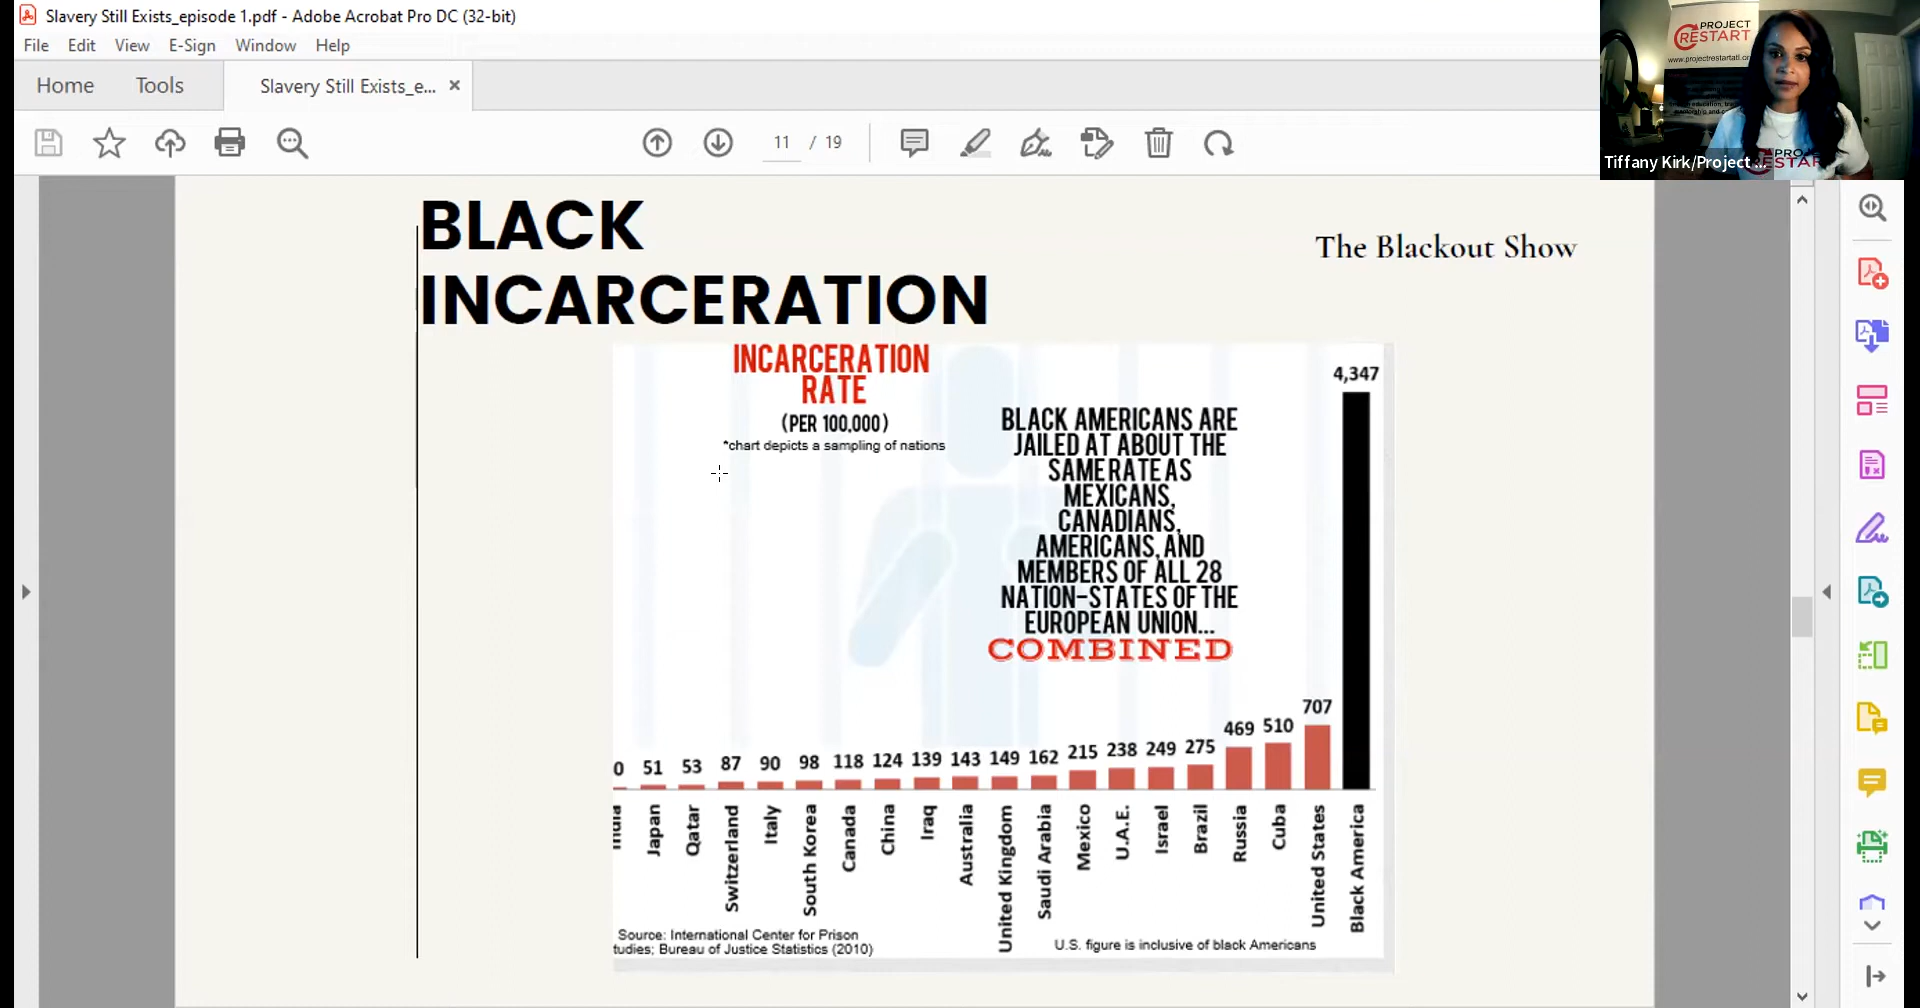 Slavery Still Exists_episode 1.pdf - Adobe Acrobat Pro DC (32-bit)
File Edit View E-Sign Window Help
Home Tools Slavery Still Exists_e... ×
11 / 19
PROJECT
RESTART
Tiffany Kirk/Project ...
BLACK
INCARCERATION
The Blackout Show
INCARCERATION
RATE
(PER 100,000)
*chart depicts a sampling of nations
BLACK AMERICANS ARE
JAILED AT ABOUT THE
SAME RATE AS
MEXICANS,
CANADIANS,
AMERICANS, AND
MEMBERS OF ALL 28
NATION-STATES OF THE
EUROPEAN UNION...
COMBINED
0 51 53 87 90 98 118 124 139 143 149 162 215 238 249 275 469 510 707 4,347
Japan
Qatar
Switzerland
Italy
South Korea
Canada
China
Iraq
Australia
United Kingdom
Saudi Arabia
Mexico
U.A.E.
Israel
Brazil
Russia
Cuba
United States
Black America
Source: International Center for Prison
tudies; Bureau of Justice Statistics (2010)
U.S. figure is inclusive of black Americans